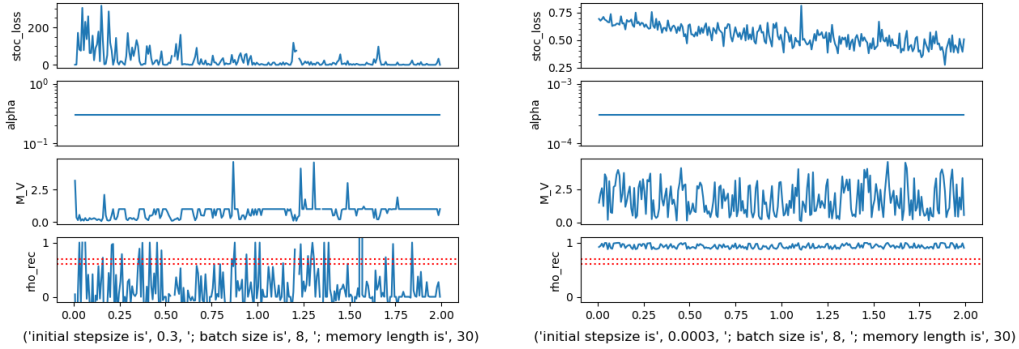 stoc_loss
200
0
alpha
10^0
10^-1
M_V
2.5
0.0
rho_rec
1
0
0.00 0.25 0.50 0.75 1.00 1.25 1.50 1.75 2.00
('initial stepsize is', 0.3, '; batch size is', 8, '; memory length is', 30)
stoc_loss
0.75
0.50
0.25
alpha
10^-3
10^-4
M_V
2.5
0.0
rho_rec
1
0
0.00 0.25 0.50 0.75 1.00 1.25 1.50 1.75 2.00
('initial stepsize is', 0.0003, '; batch size is', 8, '; memory length is', 30)